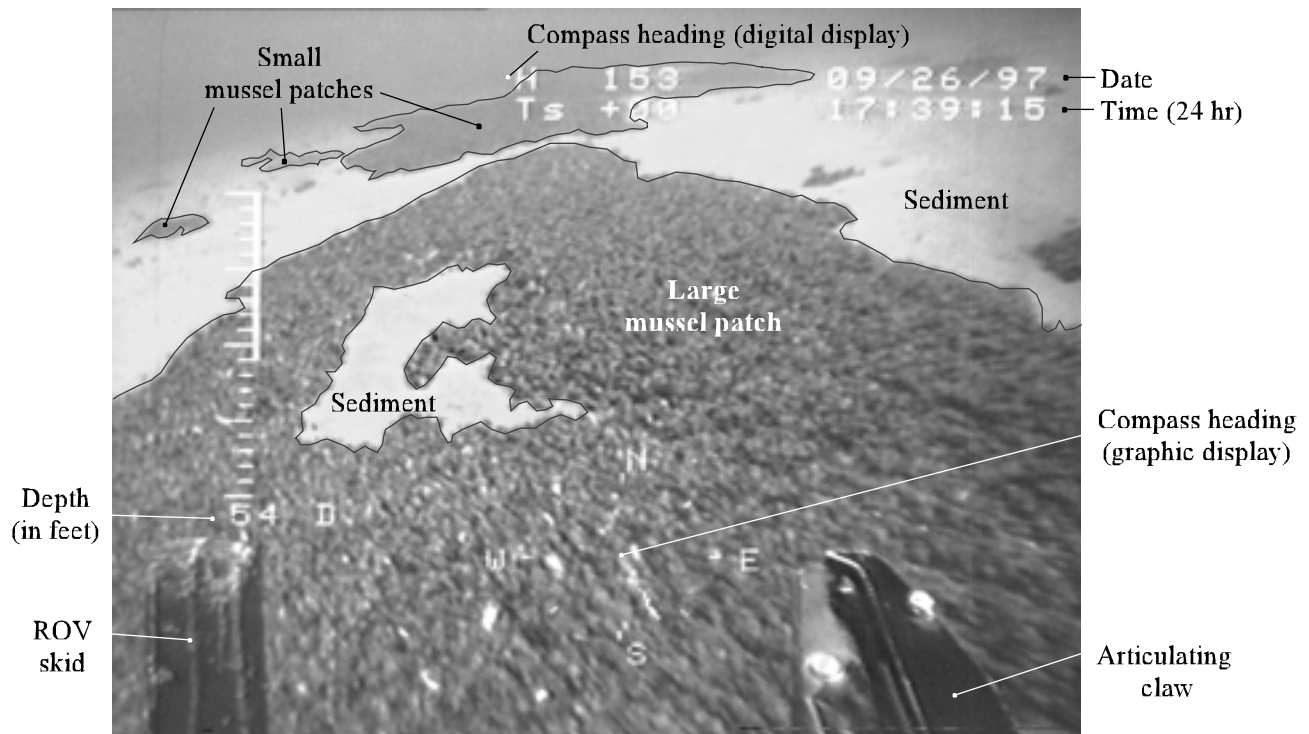 Compass heading (digital display)
Small
mussel patches
H 153
Ts +00
09/26/97
17:39:15
Date
Time (24 hr)
Sediment
Large
mussel patch
Sediment
Compass heading
(graphic display)
N
Depth
(in feet)
54 D
W
E
ROV
skid
S
Articulating
claw